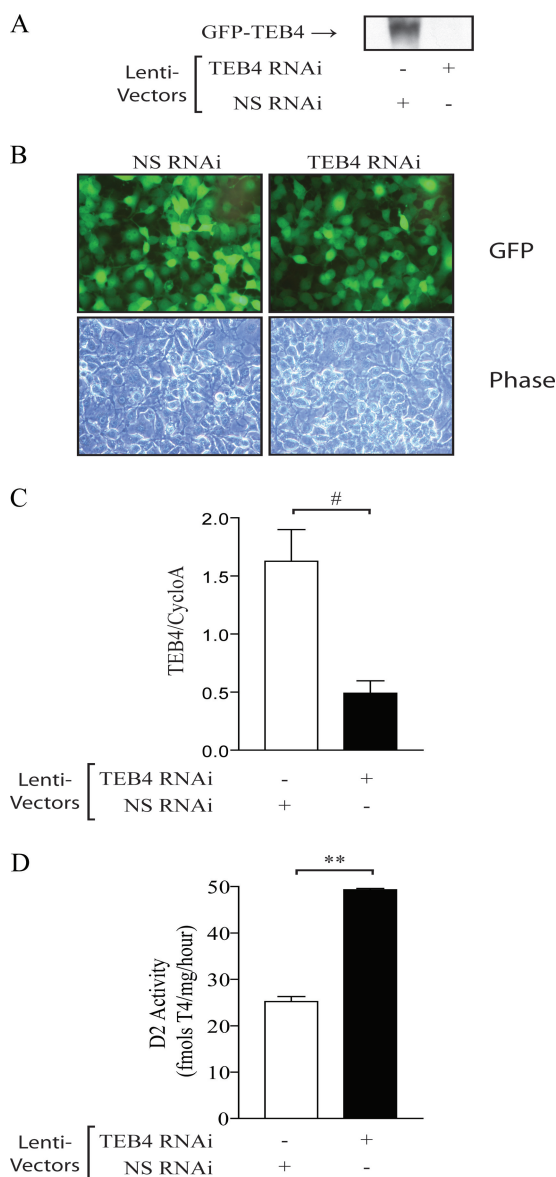 A
GFP-TEB4 →
Lenti-
Vectors
TEB4 RNAi - +
NS RNAi + -
B
NS RNAi TEB4 RNAi
GFP
Phase
C
#
TEB4/CycloA
2.0
1.5
1.0
0.5
0.0
Lenti-
Vectors
TEB4 RNAi - +
NS RNAi + -
D
**
D2 Activity
(fmols T4/mg/hour)
50
40
30
20
10
0
Lenti-
Vectors
TEB4 RNAi - +
NS RNAi + -